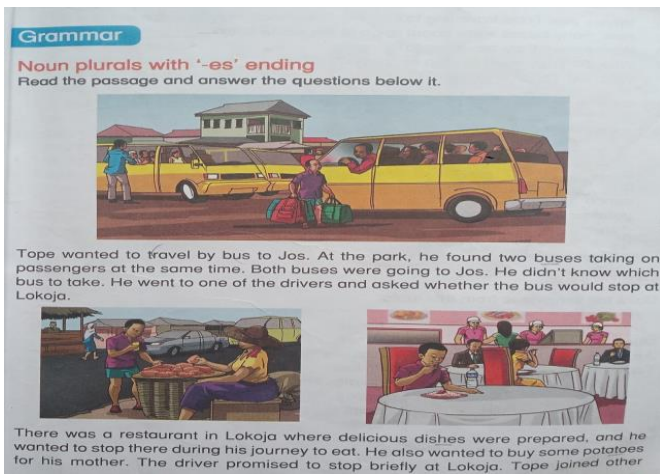 Grammar
Noun plurals with ‘-es’ ending
Read the passage and answer the questions below it.
Tope wanted to travel by bus to Jos. At the park, he found two buses taking on
passengers at the same time. Both buses were going to Jos. He didn't know which
bus to take. He went to one of the drivers and asked whether the bus would stop at
Lokoja.
There was a restaurant in Lokoja where delicious dishes were prepared, and he
wanted to stop there during his journey to eat. He also wanted to buy some potatoes
for his mother. The driver promised to stop briefly at Lokoja. Tope joined other